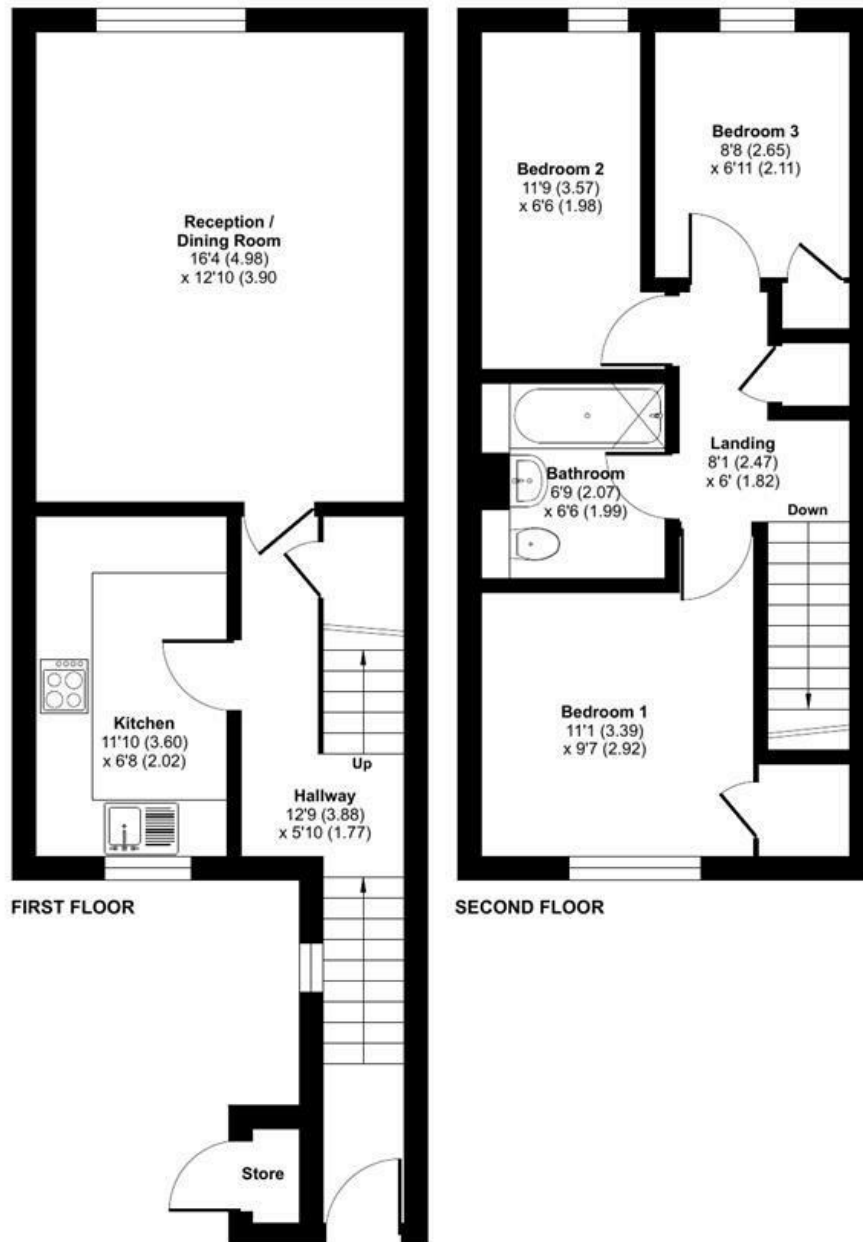 Reception /
Dining Room
16'4 (4.98)
x 12'10 (3.90
Kitchen
11'10 (3.60)
x 6'8 (2.02)
Up
Hallway
12'9 (3.88)
x 5'10 (1.77)
FIRST FLOOR
Store
Bedroom 2
11'9 (3.57)
x 6'6 (1.98)
Bedroom 3
8'8 (2.65)
x 6'11 (2.11)
Bathroom
6'9 (2.07)
x 6'6 (1.99)
Landing
8'1 (2.47)
x 6' (1.82)
Down
Bedroom 1
11'1 (3.39)
x 9'7 (2.92)
SECOND FLOOR